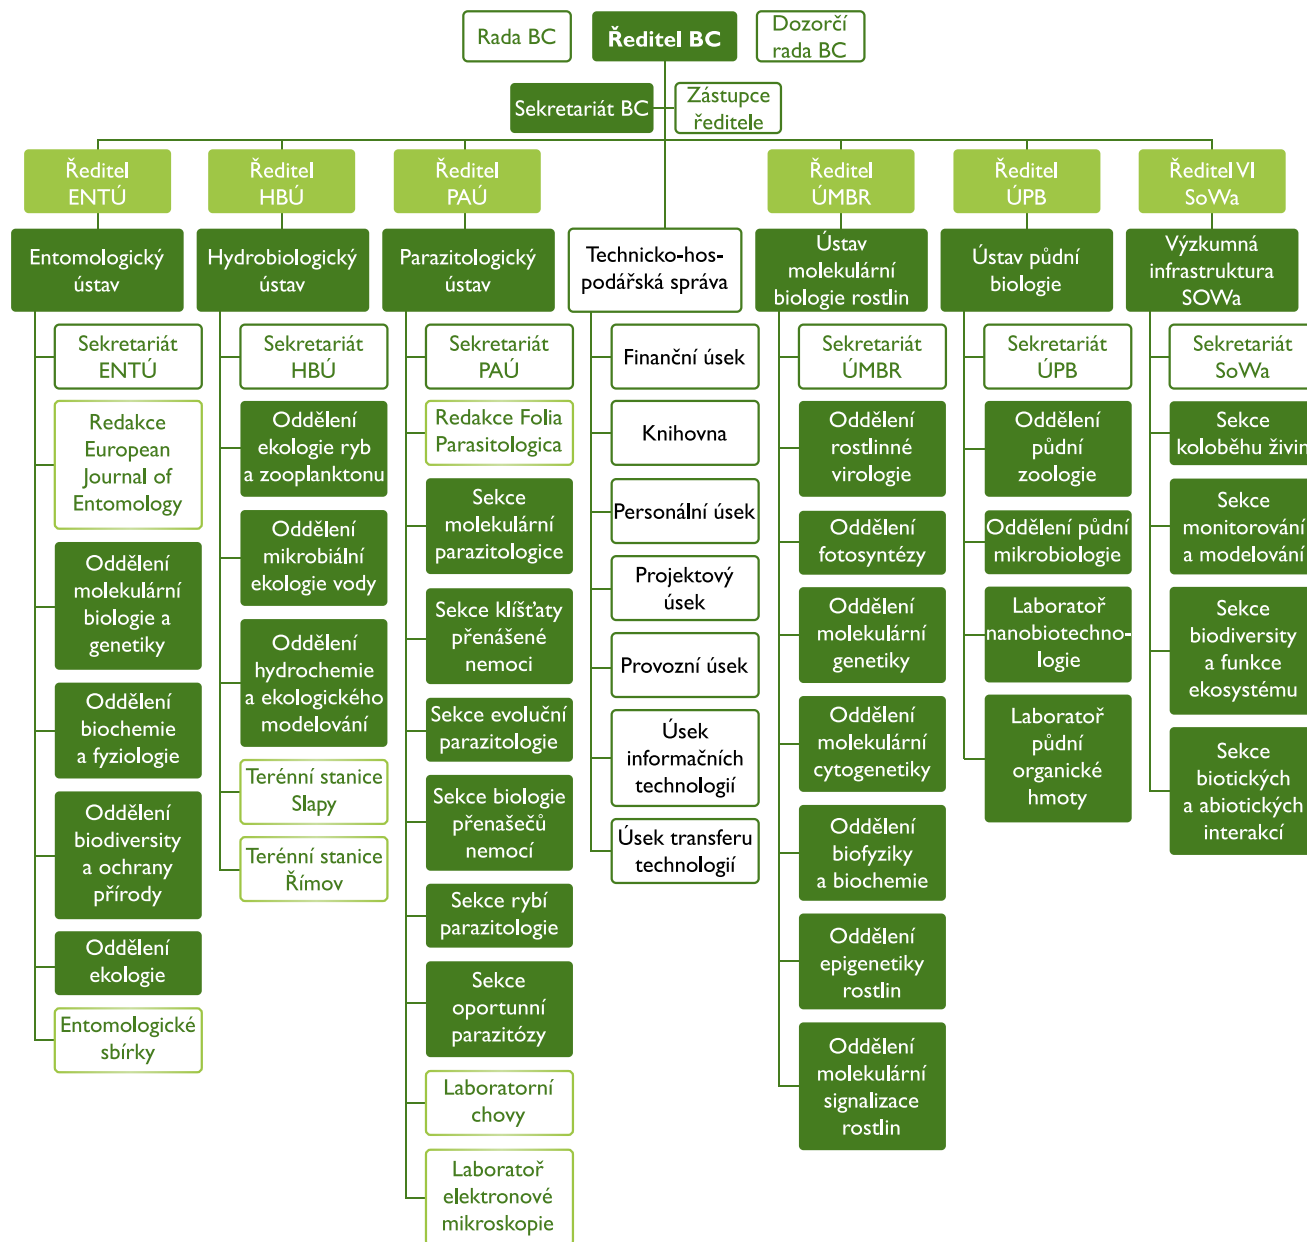 Rada BC
Ředitel BC
Dozorčí
rada BC
Sekretariát BC
Zástupce
ředitele
Ředitel
ENTÚ
Ředitel
HBÚ
Ředitel
PAÚ
Ředitel
ÚMBR
Ředitel
ÚPB
Ředitel VI
SoWa
Entomologický
ústav
Hydrobiologický
ústav
Parazitologický
ústav
Technicko-hos-
podářská správa
Ústav
molekulární
biologie rostlin
Ústav půdní
biologie
Výzkumná
infrastruktura
SOWa
Sekretariát
ENTÚ
Redakce
European
Journal of
Entomology
Oddělení
molekulární
biologie a
genetiky
Oddělení
biochemie
a fyziologie
Oddělení
biodiversity
a ochrany
přírody
Oddělení
ekologie
Entomologické
sbírky
Sekretariát
HBÚ
Oddělení
ekologie ryb
a zooplanktonu
Oddělení
mikrobiální
ekologie vody
Oddělení
hydrochemie
a ekologického
modelování
Terénní stanice
Slapy
Terénní stanice
Římov
Sekretariát
PAÚ
Redakce Folia
Parasitologica
Sekce
molekulární
parazitologice
Sekce klíšťaty
přenášené
nemoci
Sekce evoluční
parazitologie
Sekce biologie
přenašečů
nemocí
Sekce rybí
parazitologie
Sekce
oportunní
parazitózy
Laboratorní
chovy
Laboratoř
elektronové
mikroskopie
Finanční úsek
Knihovna
Personální úsek
Projektový
úsek
Provozní úsek
Úsek
informačních
technologií
Úsek transferu
technologií
Sekretariát
ÚMBR
Oddělení
rostlinné
virologie
Oddělení
fotosyntézy
Oddělení
molekulární
genetiky
Oddělení
molekulární
cytogenetiky
Oddělení
biofyziky
a biochemie
Oddělení
epigenetiky
rostlin
Oddělení
molekulární
signalizace
rostlin
Sekretariát
ÚPB
Oddělení
půdní
zoologie
Oddělení půdní
mikrobiologie
Laboratoř
nanobiotechno-
logie
Laboratoř
půdní
organické
hmoty
Sekretariát
SoWa
Sekce
koloběhu živin
Sekce
monitorování
a modelování
Sekce
biodiversity
a funkce
ekosystému
Sekce
biotických
a abiotických
interakcí